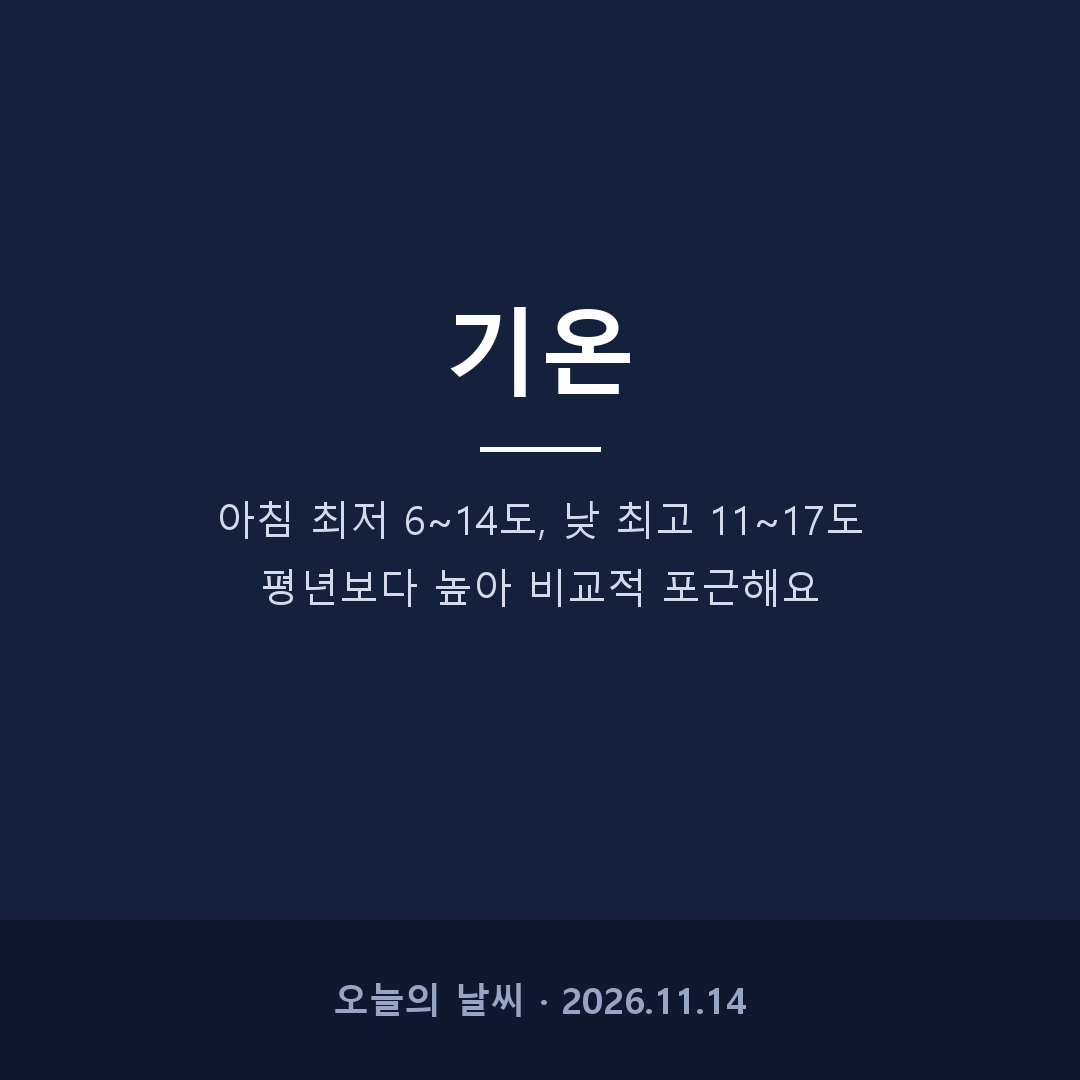 기온
아침 최저 6~14도, 낮 최고 11~17도
평년보다 높아 비교적 포근해요
오늘의 날씨 · 2026.11.14